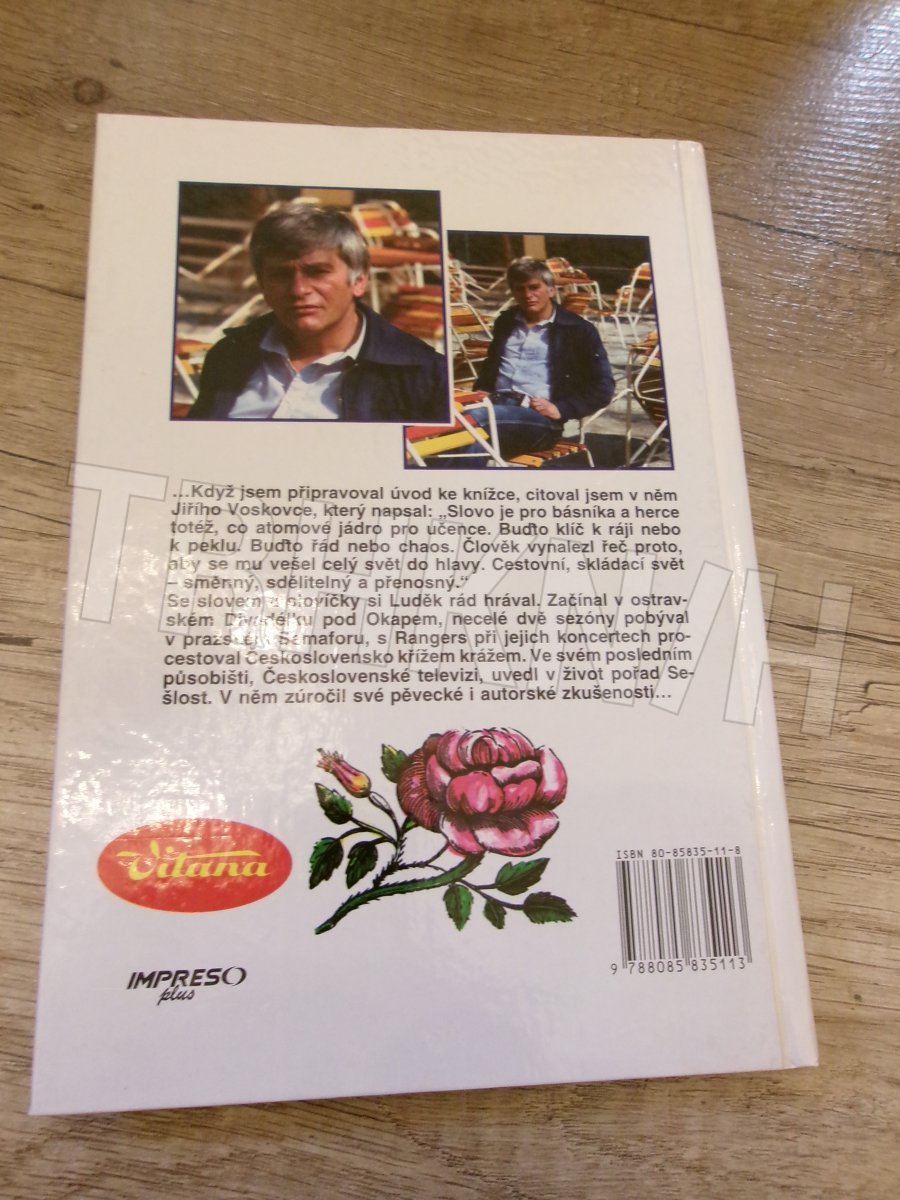 ...Když jsem připravoval úvod ke knížce, citoval jsem v něm
Jiřího Voskovce, který napsal: „Slovo je pro básníka a herce
totéž, co atomové jádro pro učence. Buďto klíč k ráji nebo
k peklu. Buďto řád nebo chaos. Člověk vynalezl řeč proto,
aby se mu vešel celý svět do hlavy. Cestovní, skládací svět
– směnný, sdělitelný a přenosný.“
Se slovem a slovíčky si Luděk rád hrával. Začínal v ostrav-
ském Divadélku pod Okapem, necelé dvě sezóny pobýval
v pražském Semaforu, s Rangers při jejich koncertech pro-
cestoval Československo křížem krážem. Ve svém posledním
působišti, Československé televizi, uvedl v život pořad Se-
šlost. V něm zúročil své pěvecké i autorské zkušenosti...
Vitana
IMPRESO
plus
ISBN 80-85835-11-8
9 788085 835113